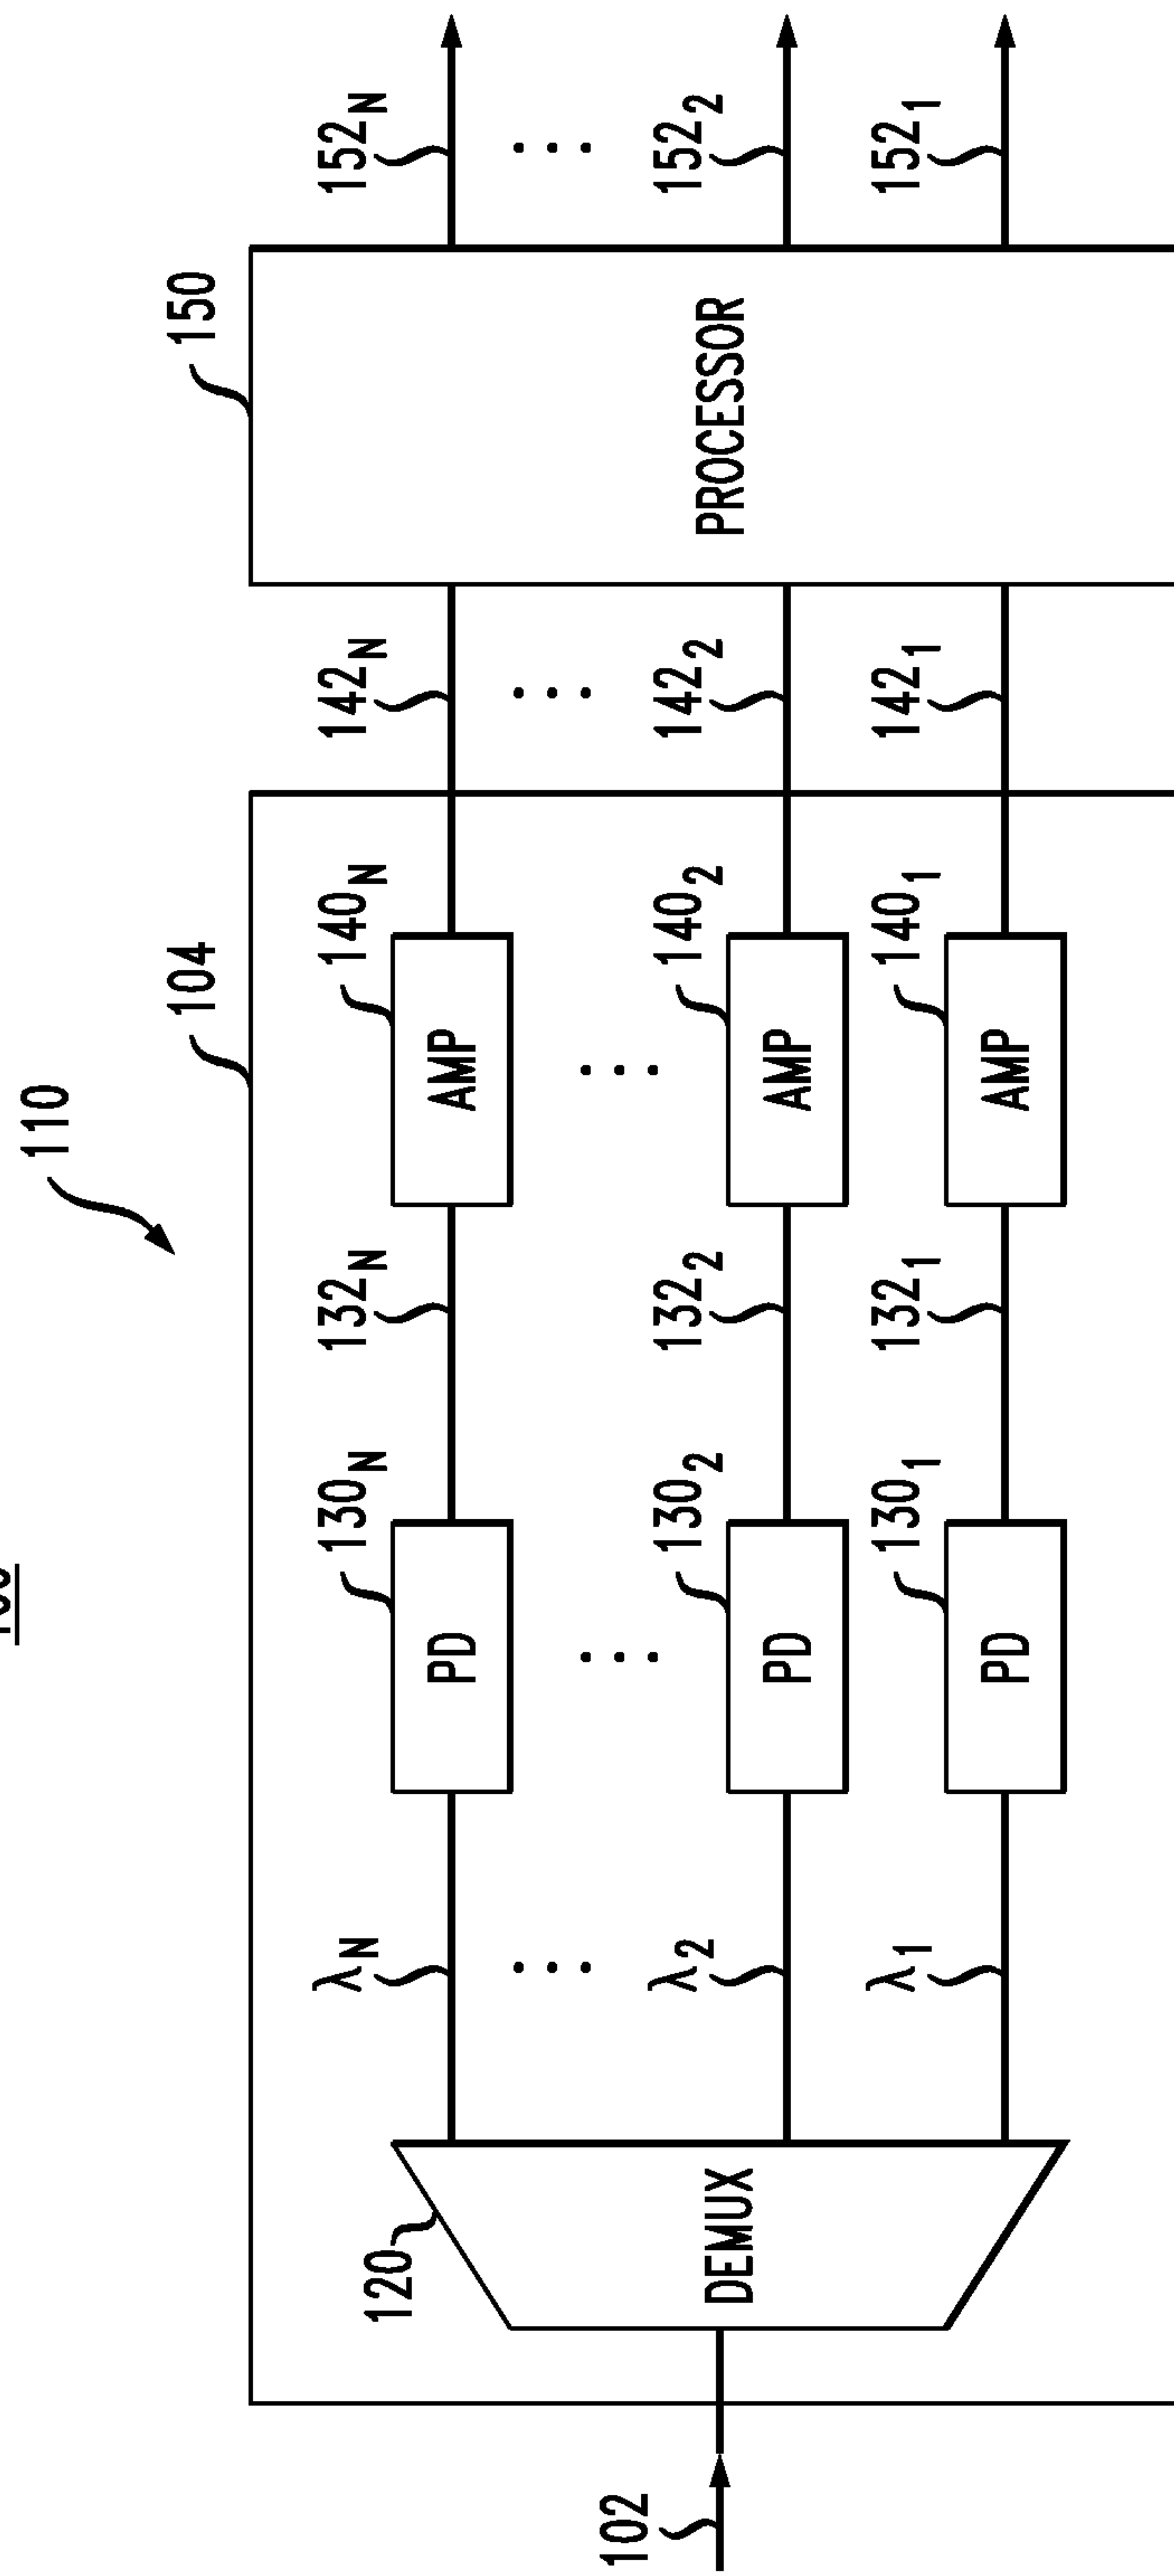 110
104
150
λN
130N
132N
140N
142N
152N
120
PD
AMP
102
λ2
1302
1322
1402
1422
1522
DEMUX
PROCESSOR
PD
AMP
λ1
1301
1321
1401
1421
1521
PD
AMP